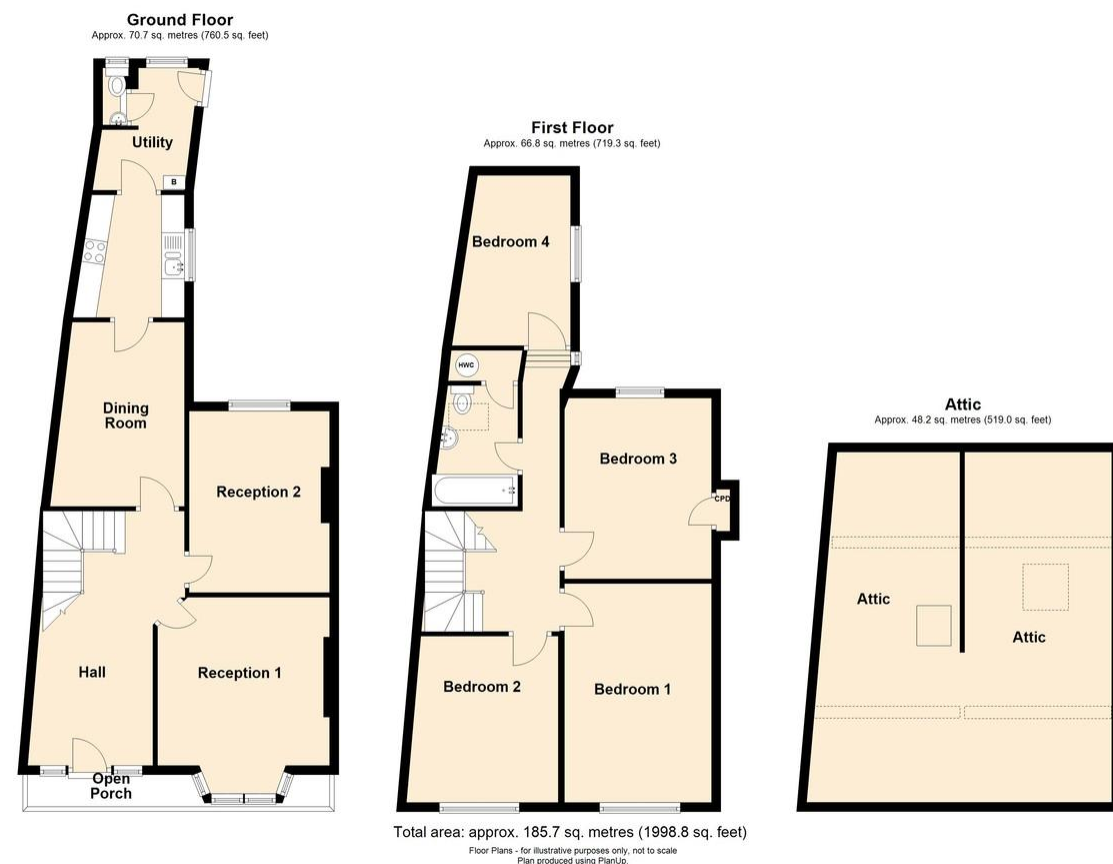 Ground Floor
Approx. 70.7 sq. metres (760.5 sq. feet)
Utility
B
Dining
Room
Reception 2
Hall
Reception 1
Open
Porch
First Floor
Approx. 66.8 sq. metres (719.3 sq. feet)
Bedroom 4
HWC
Bedroom 3
CPD
Bedroom 2
Bedroom 1
Attic
Approx. 48.2 sq. metres (519.0 sq. feet)
Attic
Attic
Total area: approx. 185.7 sq. metres (1998.8 sq. feet)
Floor Plans - for illustrative purposes only, not to scale
Plan produced using PlanUp.